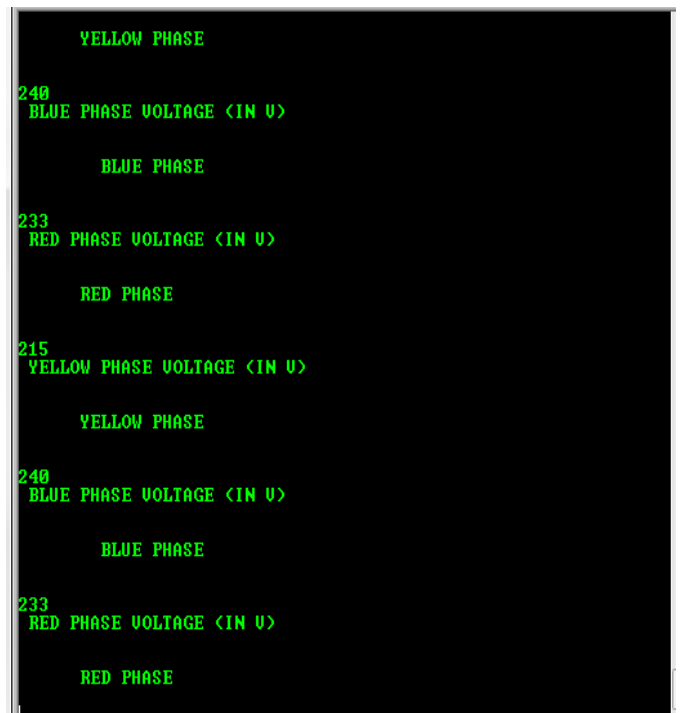 YELLOW PHASE
240
BLUE PHASE VOLTAGE (IN V)
BLUE PHASE
233
RED PHASE VOLTAGE (IN V)
RED PHASE
215
YELLOW PHASE VOLTAGE (IN V)
YELLOW PHASE
240
BLUE PHASE VOLTAGE (IN V)
BLUE PHASE
233
RED PHASE VOLTAGE (IN V)
RED PHASE